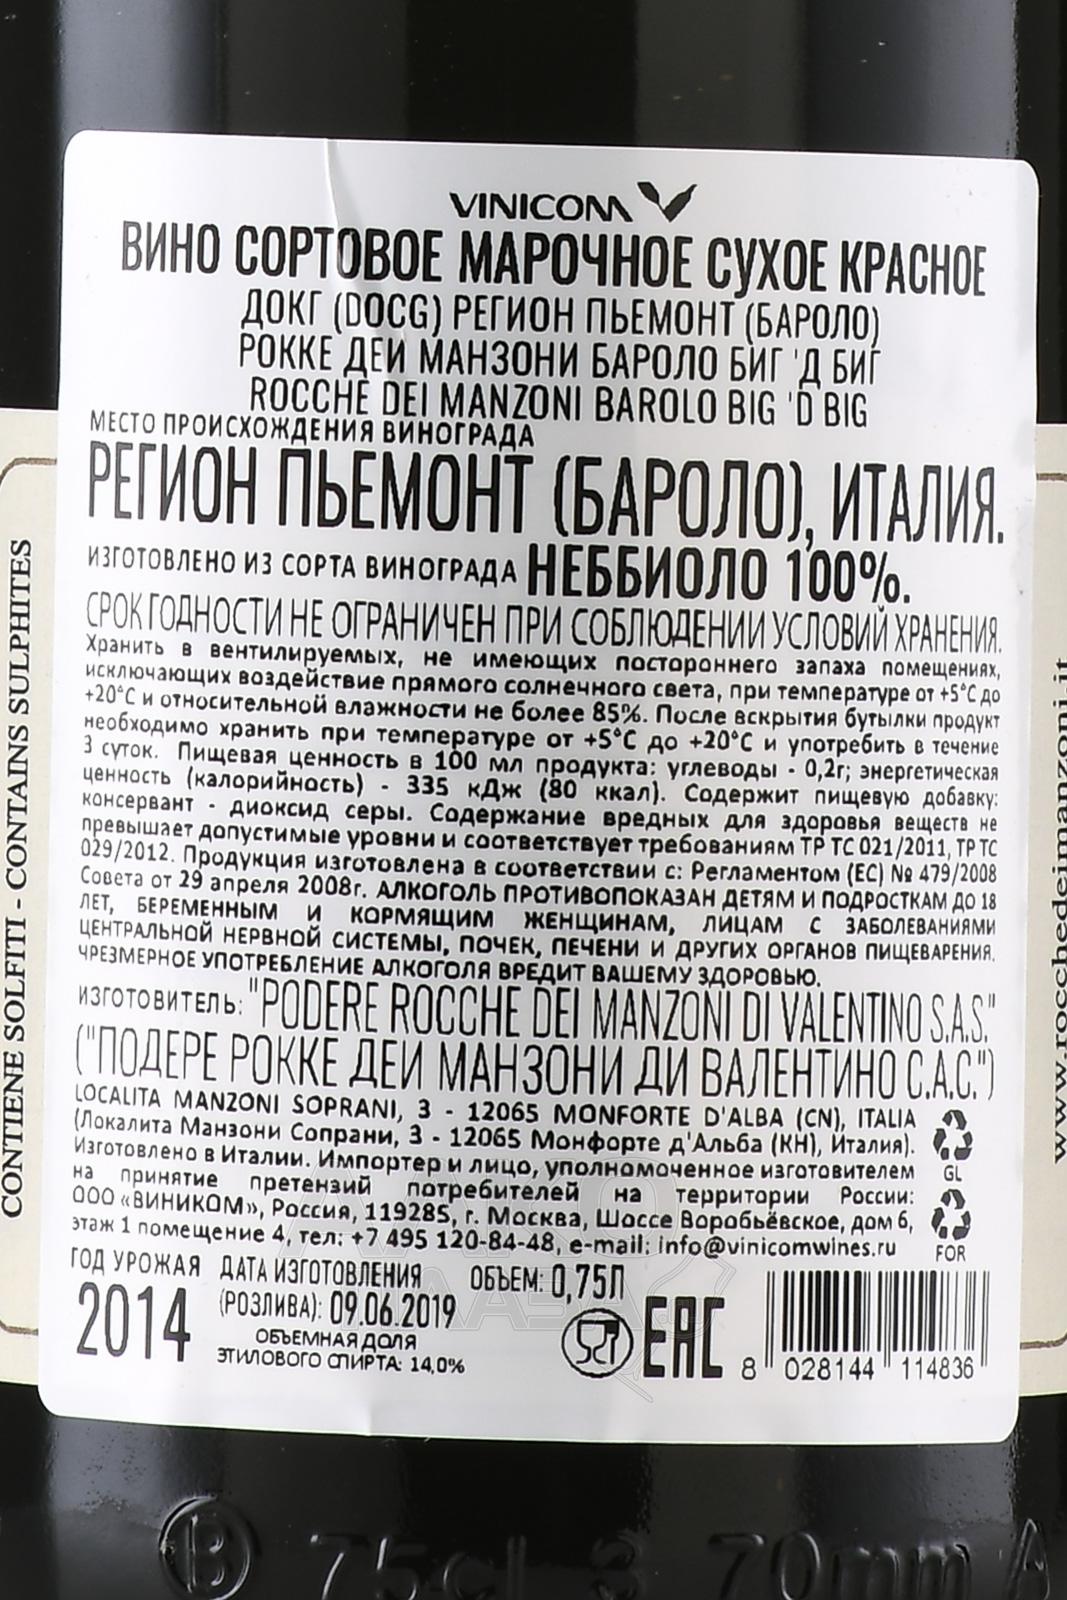 VINICOM
ВИНО СОРТОВОЕ МАРОЧНОЕ СУХОЕ КРАСНОЕ
ДОКГ (DOCG) РЕГИОН ПЬЕМОНТ (БАРОЛО)
РОККЕ ДЕИ МАНЗОНИ БАРОЛО БИГ 'Д БИГ
ROCCHE DEI MANZONI BAROLO BIG 'D BIG
МЕСТО ПРОИСХОЖДЕНИЯ ВИНОГРАДА
РЕГИОН ПЬЕМОНТ (БАРОЛО), ИТАЛИЯ.
ИЗГОТОВЛЕНО ИЗ СОРТА ВИНОГРАДА НЕББИОЛО 100%.
СРОК ГОДНОСТИ НЕ ОГРАНИЧЕН ПРИ СОБЛЮДЕНИИ УСЛОВИЙ ХРАНЕНИЯ.
Хранить в вентилируемых, не имеющих постороннего запаха помещениях,
исключающих воздействие прямого солнечного света, при температуре от +5°С до
+20°С и относительной влажности не более 85%. После вскрытия бутылки продукт
необходимо хранить при температуре от +5°С до +20°С и употребить в течение
3 суток. Пищевая ценность в 100 мл продукта: углеводы - 0,2г; энергетическая
ценность (калорийность) - 335 кДж (80 ккал). Содержит пищевую добавку:
консервант - диоксид серы. Содержание вредных для здоровья веществ не
превышает допустимые уровни и соответствует требованиям ТР ТС 021/2011, ТР ТС
029/2012. Продукция изготовлена в соответствии с: Регламентом (ЕС) № 479/2008
Совета от 29 апреля 2008г. АЛКОГОЛЬ ПРОТИВОПОКАЗАН ДЕТЯМ И ПОДРОСТКАМ ДО 18
ЛЕТ, БЕРЕМЕННЫМ И КОРМЯЩИМ ЖЕНЩИНАМ, ЛИЦАМ С ЗАБОЛЕВАНИЯМИ
ЦЕНТРАЛЬНОЙ НЕРВНОЙ СИСТЕМЫ, ПОЧЕК, ПЕЧЕНИ И ДРУГИХ ОРГАНОВ ПИЩЕВАРЕНИЯ.
ЧРЕЗМЕРНОЕ УПОТРЕБЛЕНИЕ АЛКОГОЛЯ ВРЕДИТ ВАШЕМУ ЗДОРОВЬЮ.
ИЗГОТОВИТЕЛЬ: "PODERE ROCCHE DEI MANZONI DI VALENTINO S.A.S."
("ПОДЕРЕ РОККЕ ДЕИ МАНЗОНИ ДИ ВАЛЕНТИНО С.А.С.")
LOCALITA MANZONI SOPRANI, 3 - 12065 MONFORTE D'ALBA (CN), ITALIA
(Локалита Манзони Сопрани, 3 - 12065 Монфорте д'Альба (КН), Италия).
Изготовлено в Италии. Импортер и лицо, уполномоченное изготовителем
на принятие претензий потребителей на территории России:
ООО «ВИНИКОМ», Россия, 119285, г. Москва, Шоссе Воробьёвское, дом 6,
этаж 1 помещение 4, тел: +7 495 120-84-48, e-mail: info@vinicomwines.ru
GL
FOR
ГОД УРОЖАЯ
2014
ДАТА ИЗГОТОВЛЕНИЯ
(РОЗЛИВА): 09.06.2019
ОБЪЕМ: 0,75Л
ОБЪЕМНАЯ ДОЛЯ
ЭТИЛОВОГО СПИРТА: 14,0%
EAC
8 028144 114836
CONTIENE SOLFITI - CONTAINS SULPHITES
www.rocchedeimanzoni.it
B 75cl 3 70mm A